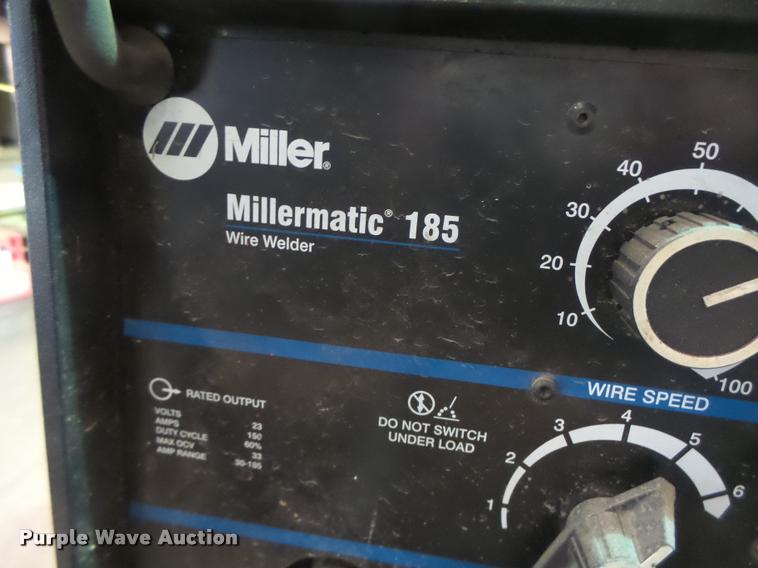 Miller®
Millermatic® 185
Wire Welder
10
20
30
40
50
100
WIRE SPEED
RATED OUTPUT
VOLTS 23
AMPS 150
DUTY CYCLE 60%
MAX OCV 33
AMP RANGE 30-185
DO NOT SWITCH
UNDER LOAD
1
2
3
4
5
6
Purple Wave Auction